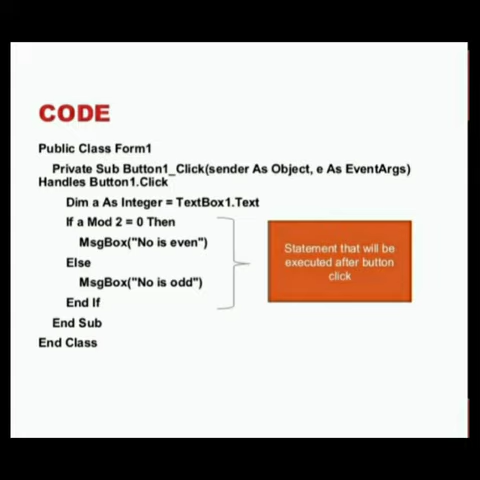 CODE
Public Class Form1
Private Sub Button1_Click(sender As Object, e As EventArgs)
Handles Button1.Click
Dim a As Integer = TextBox1.Text
If a Mod 2 = 0 Then
MsgBox("No is even")
Else
MsgBox("No is odd")
End If
End Sub
End Class
Statement that will be
executed after button
click